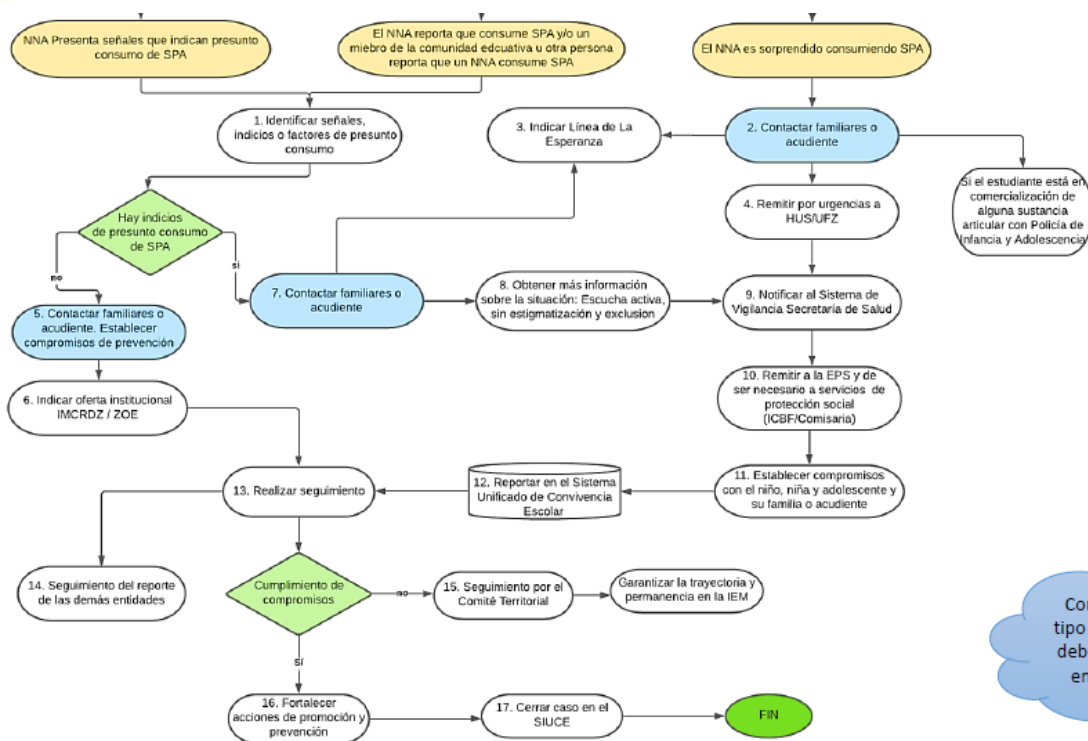 NNA Presenta señales que indican presunto
consumo de SPA
El NNA reporta que consume SPA y/o un
miebro de la comunidad edcuativa u otra persona
reporta que un NNA consume SPA
El NNA es sorprendido consumiendo SPA
1. Identificar señales,
indicios o factores de presunto
consumo
3. Indicar Línea de La
Esperanza
2. Contactar familiares o
acudiente
Si el estudiante está en
comercialización de
alguna sustancia
articular con Policía de
Infancia y Adolescencia/
Hay indicios
de presunto consumo
de SPA
no
si
4. Remitir por urgencias a
HUS/UFZ
5. Contactar familiares o
acudiente. Establecer
compromisos de prevención
7. Contactar familiares o
acudiente
8. Obtener más información
sobre la situación: Escucha activa,
sin estigmatización y exclusion
9. Notificar al Sistema de
Vigilancia Secretaria de Salud
6. Indicar oferta institucional
IMCRDZ / ZOE
10. Remitir a la EPS y de
ser necesario a servicios de
protección social
(ICBF/Comisaria)
11. Establecer compromisos
con el niño, niña y adolescente y
su familia o acudiente
12. Reportar en el Sistema
Unificado de Convivencia
Escolar
13. Realizar seguimiento
14. Seguimiento del reporte
de las demás entidades
Cumplimiento de
compromisos
no
15. Seguimiento por el
Comité Territorial
Garantizar la trayectoria y
permanencia en la IEM
Sí
16. Fortalecer
acciones de promoción y
prevención
17. Cerrar caso en el
SIUCE
FIN
tipo